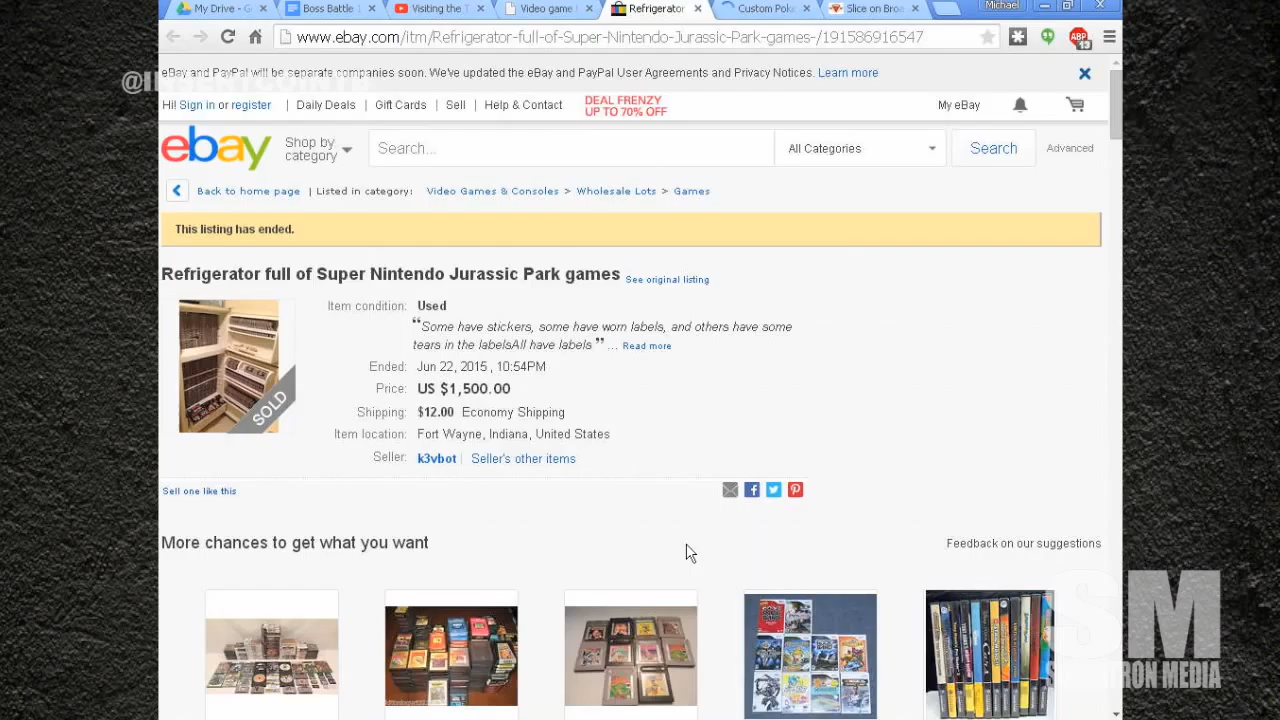 My Drive - G
Boss Battle
Visiting the T
Video game
Refrigerator
Custom Pok
Slice on Broa
Michael
www.ebay.com/itm/Refrigerator-full-of-Super-Nintendo-Jurassic-Park-games-/191586916547
ABP
13
eBay and PayPal will be separate companies soon. We've updated the eBay and PayPal User Agreements and Privacy Notices. Learn more
Hi! Sign in or register | Daily Deals | Gift Cards | Sell | Help & Contact
DEAL FRENZY
UP TO 70% OFF
My eBay
ebay
Shop by
category
Search...
All Categories
Search
Advanced
Back to home page | Listed in category: Video Games & Consoles > Wholesale Lots > Games
This listing has ended.
Refrigerator full of Super Nintendo Jurassic Park games See original listing
SOLD
Item condition: Used
“Some have stickers, some have worn labels, and others have some
tears in the labelsAll have labels ” ... Read more
Ended: Jun 22, 2015 , 10:54PM
Price: US $1,500.00
Shipping: $12.00 Economy Shipping
Item location: Fort Wayne, Indiana, United States
Seller: k3vbot | Seller's other items
Sell one like this
More chances to get what you want
Feedback on our suggestions
SM
MEDIA